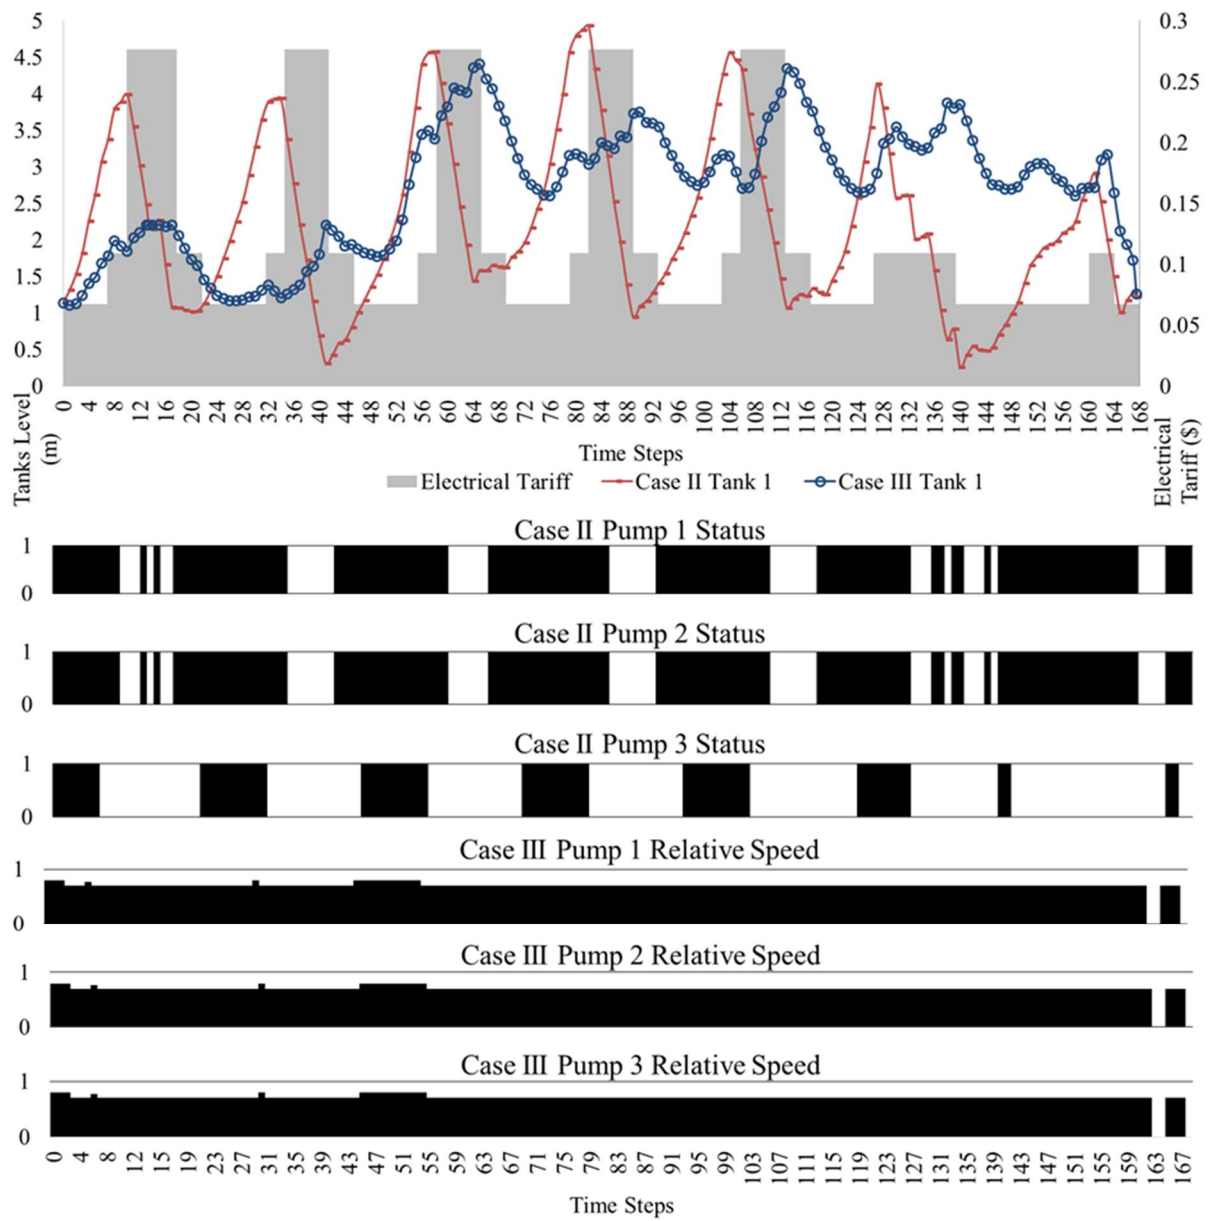 5 0.3
4.5 0.25
4 0.2
3.5
3 0.15
2.5
2 0.1
1.5
1 0.05
0.5
0 0
0 4 8 12 16 20 24 28 32 36 40 44 48 52 56 60 64 68 72 76 80 84 88 92 96 100 104 108 112 116 120 124 128 132 136 140 144 148 152 156 160 164 168
Tanks Level
(m)
Time Steps
Electrical
Tariff ($)
Electrical Tariff Case II Tank 1 Case III Tank 1
Case II Pump 1 Status
1
0
Case II Pump 2 Status
1
0
Case II Pump 3 Status
1
0
Case III Pump 1 Relative Speed
1
0
Case III Pump 2 Relative Speed
1
0
Case III Pump 3 Relative Speed
1
0
0 4 8 12 15 19 23 27 31 35 39 43 47 51 55 59 63 67 71 75 79 83 87 91 95 99 103 107 111 115 119 123 127 131 135 139 143 147 151 155 159 163 167
Time Steps